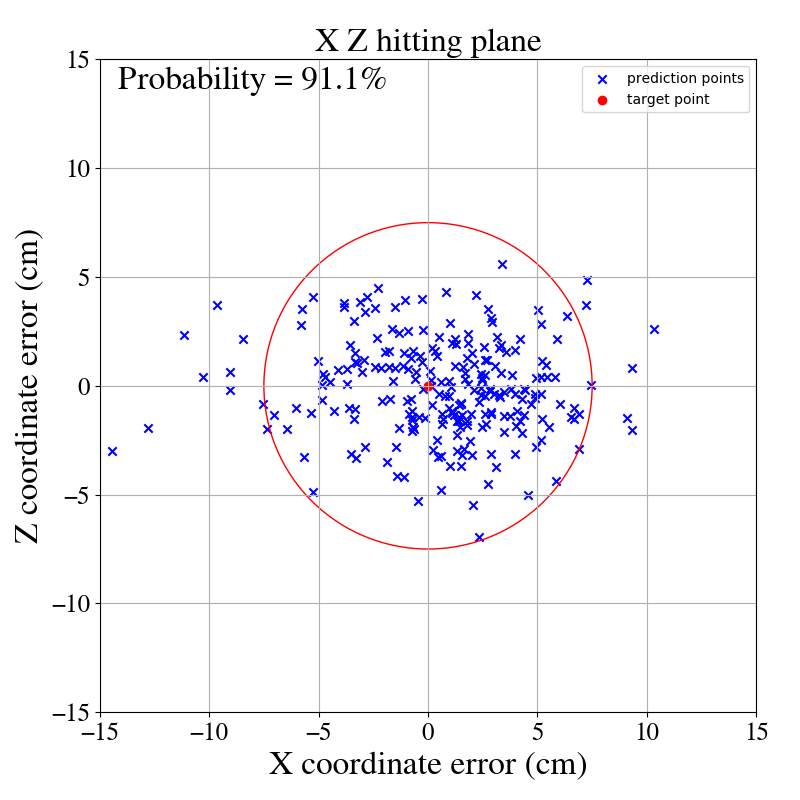 X Z hitting plane
Probability = 91.1%
prediction points
target point
Z coordinate error (cm)
15
10
5
0
−5
−10
−15
−15
−10
−5
0
5
10
15
X coordinate error (cm)